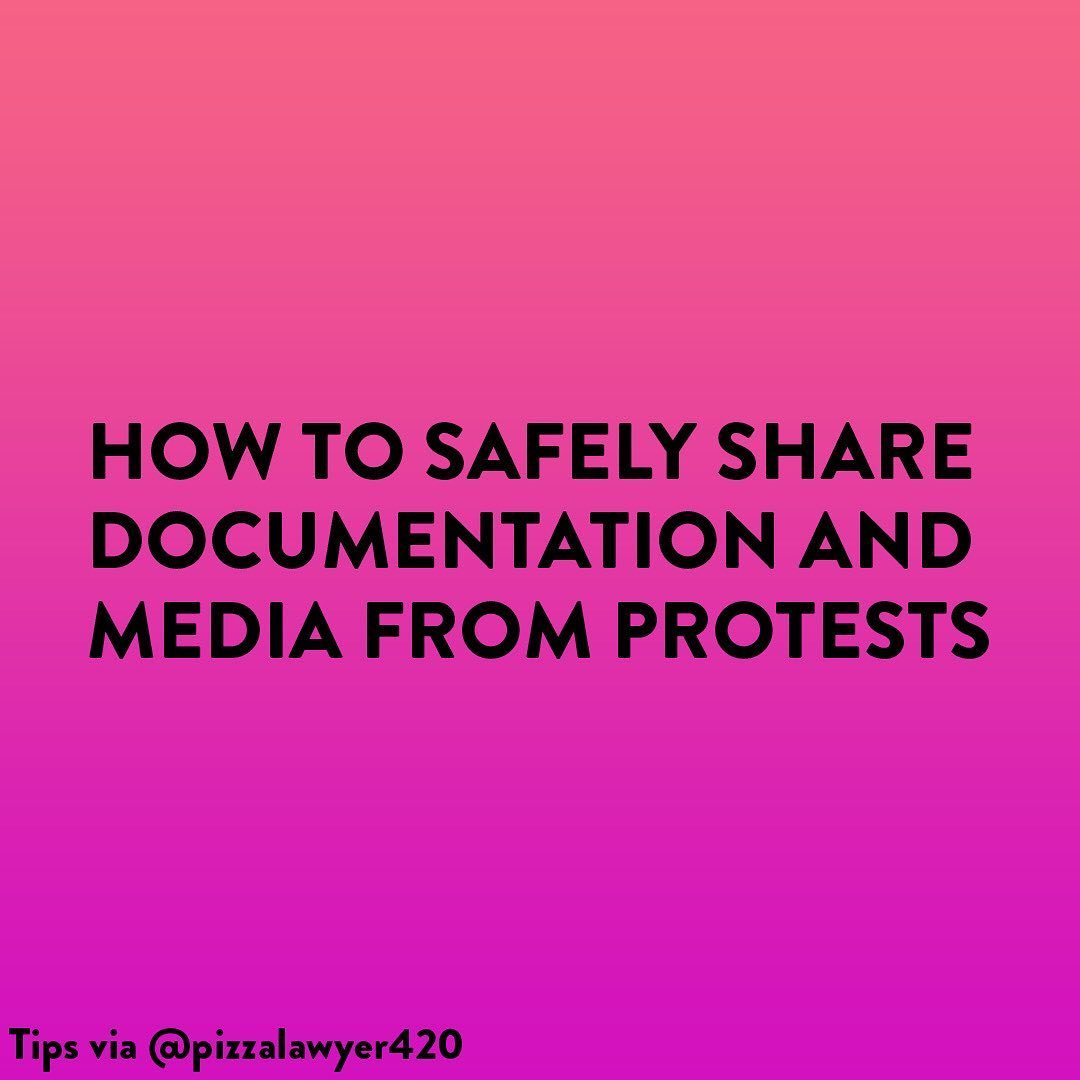 HOW TO SAFELY SHARE
DOCUMENTATION AND
MEDIA FROM PROTESTS
Tips via @pizzalawyer420